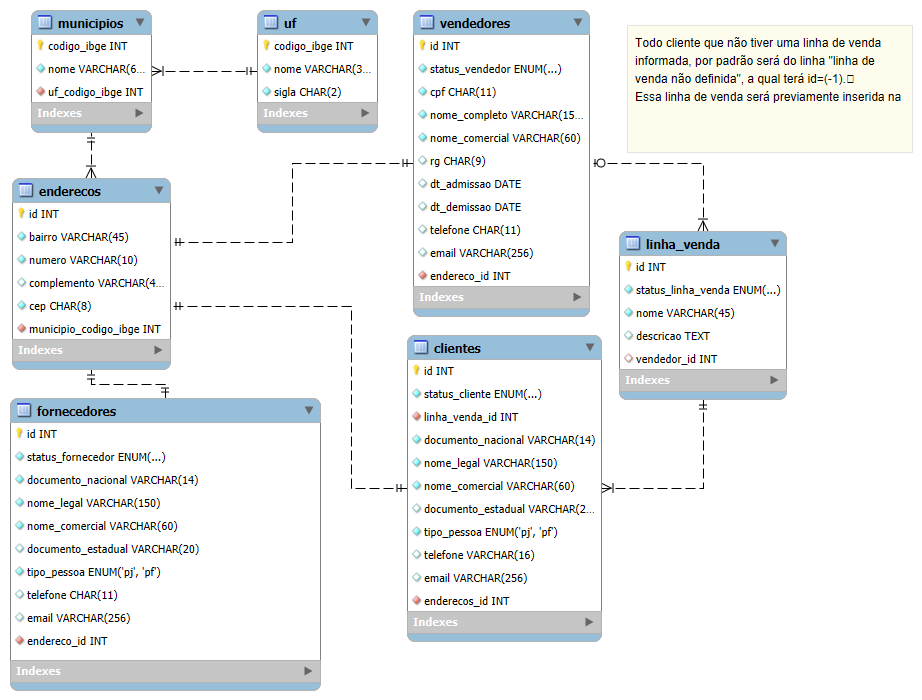 municipios
codigo_ibge INT
nome VARCHAR(6...
uf_codigo_ibge INT
Indexes
uf
codigo_ibge INT
nome VARCHAR(3...
sigla CHAR(2)
Indexes
vendedores
id INT
status_vendedor ENUM(...)
cpf CHAR(11)
nome_completo VARCHAR(15...
nome_comercial VARCHAR(60)
rg CHAR(9)
dt_admissao DATE
dt_demissao DATE
telefone CHAR(11)
email VARCHAR(256)
endereco_id INT
Indexes
Todo cliente que não tiver uma linha de venda
informada, por padrão será do linha "linha de
venda não definida", a qual terá id=(-1).
Essa linha de venda será previamente inserida na
enderecos
id INT
bairro VARCHAR(45)
numero VARCHAR(10)
complemento VARCHAR(4...
cep CHAR(8)
municipio_codigo_ibge INT
Indexes
linha_venda
id INT
status_linha_venda ENUM(...)
nome VARCHAR(45)
descricao TEXT
vendedor_id INT
Indexes
clientes
id INT
status_cliente ENUM(...)
linha_venda_id INT
documento_nacional VARCHAR(14)
nome_legal VARCHAR(150)
nome_comercial VARCHAR(60)
documento_estadual VARCHAR(2...
tipo_pessoa ENUM('pj', 'pf')
telefone VARCHAR(16)
email VARCHAR(256)
enderecos_id INT
Indexes
fornecedores
id INT
status_fornecedor ENUM(...)
documento_nacional VARCHAR(14)
nome_legal VARCHAR(150)
nome_comercial VARCHAR(60)
documento_estadual VARCHAR(20)
tipo_pessoa ENUM('pj', 'pf')
telefone CHAR(11)
email VARCHAR(256)
endereco_id INT
Indexes